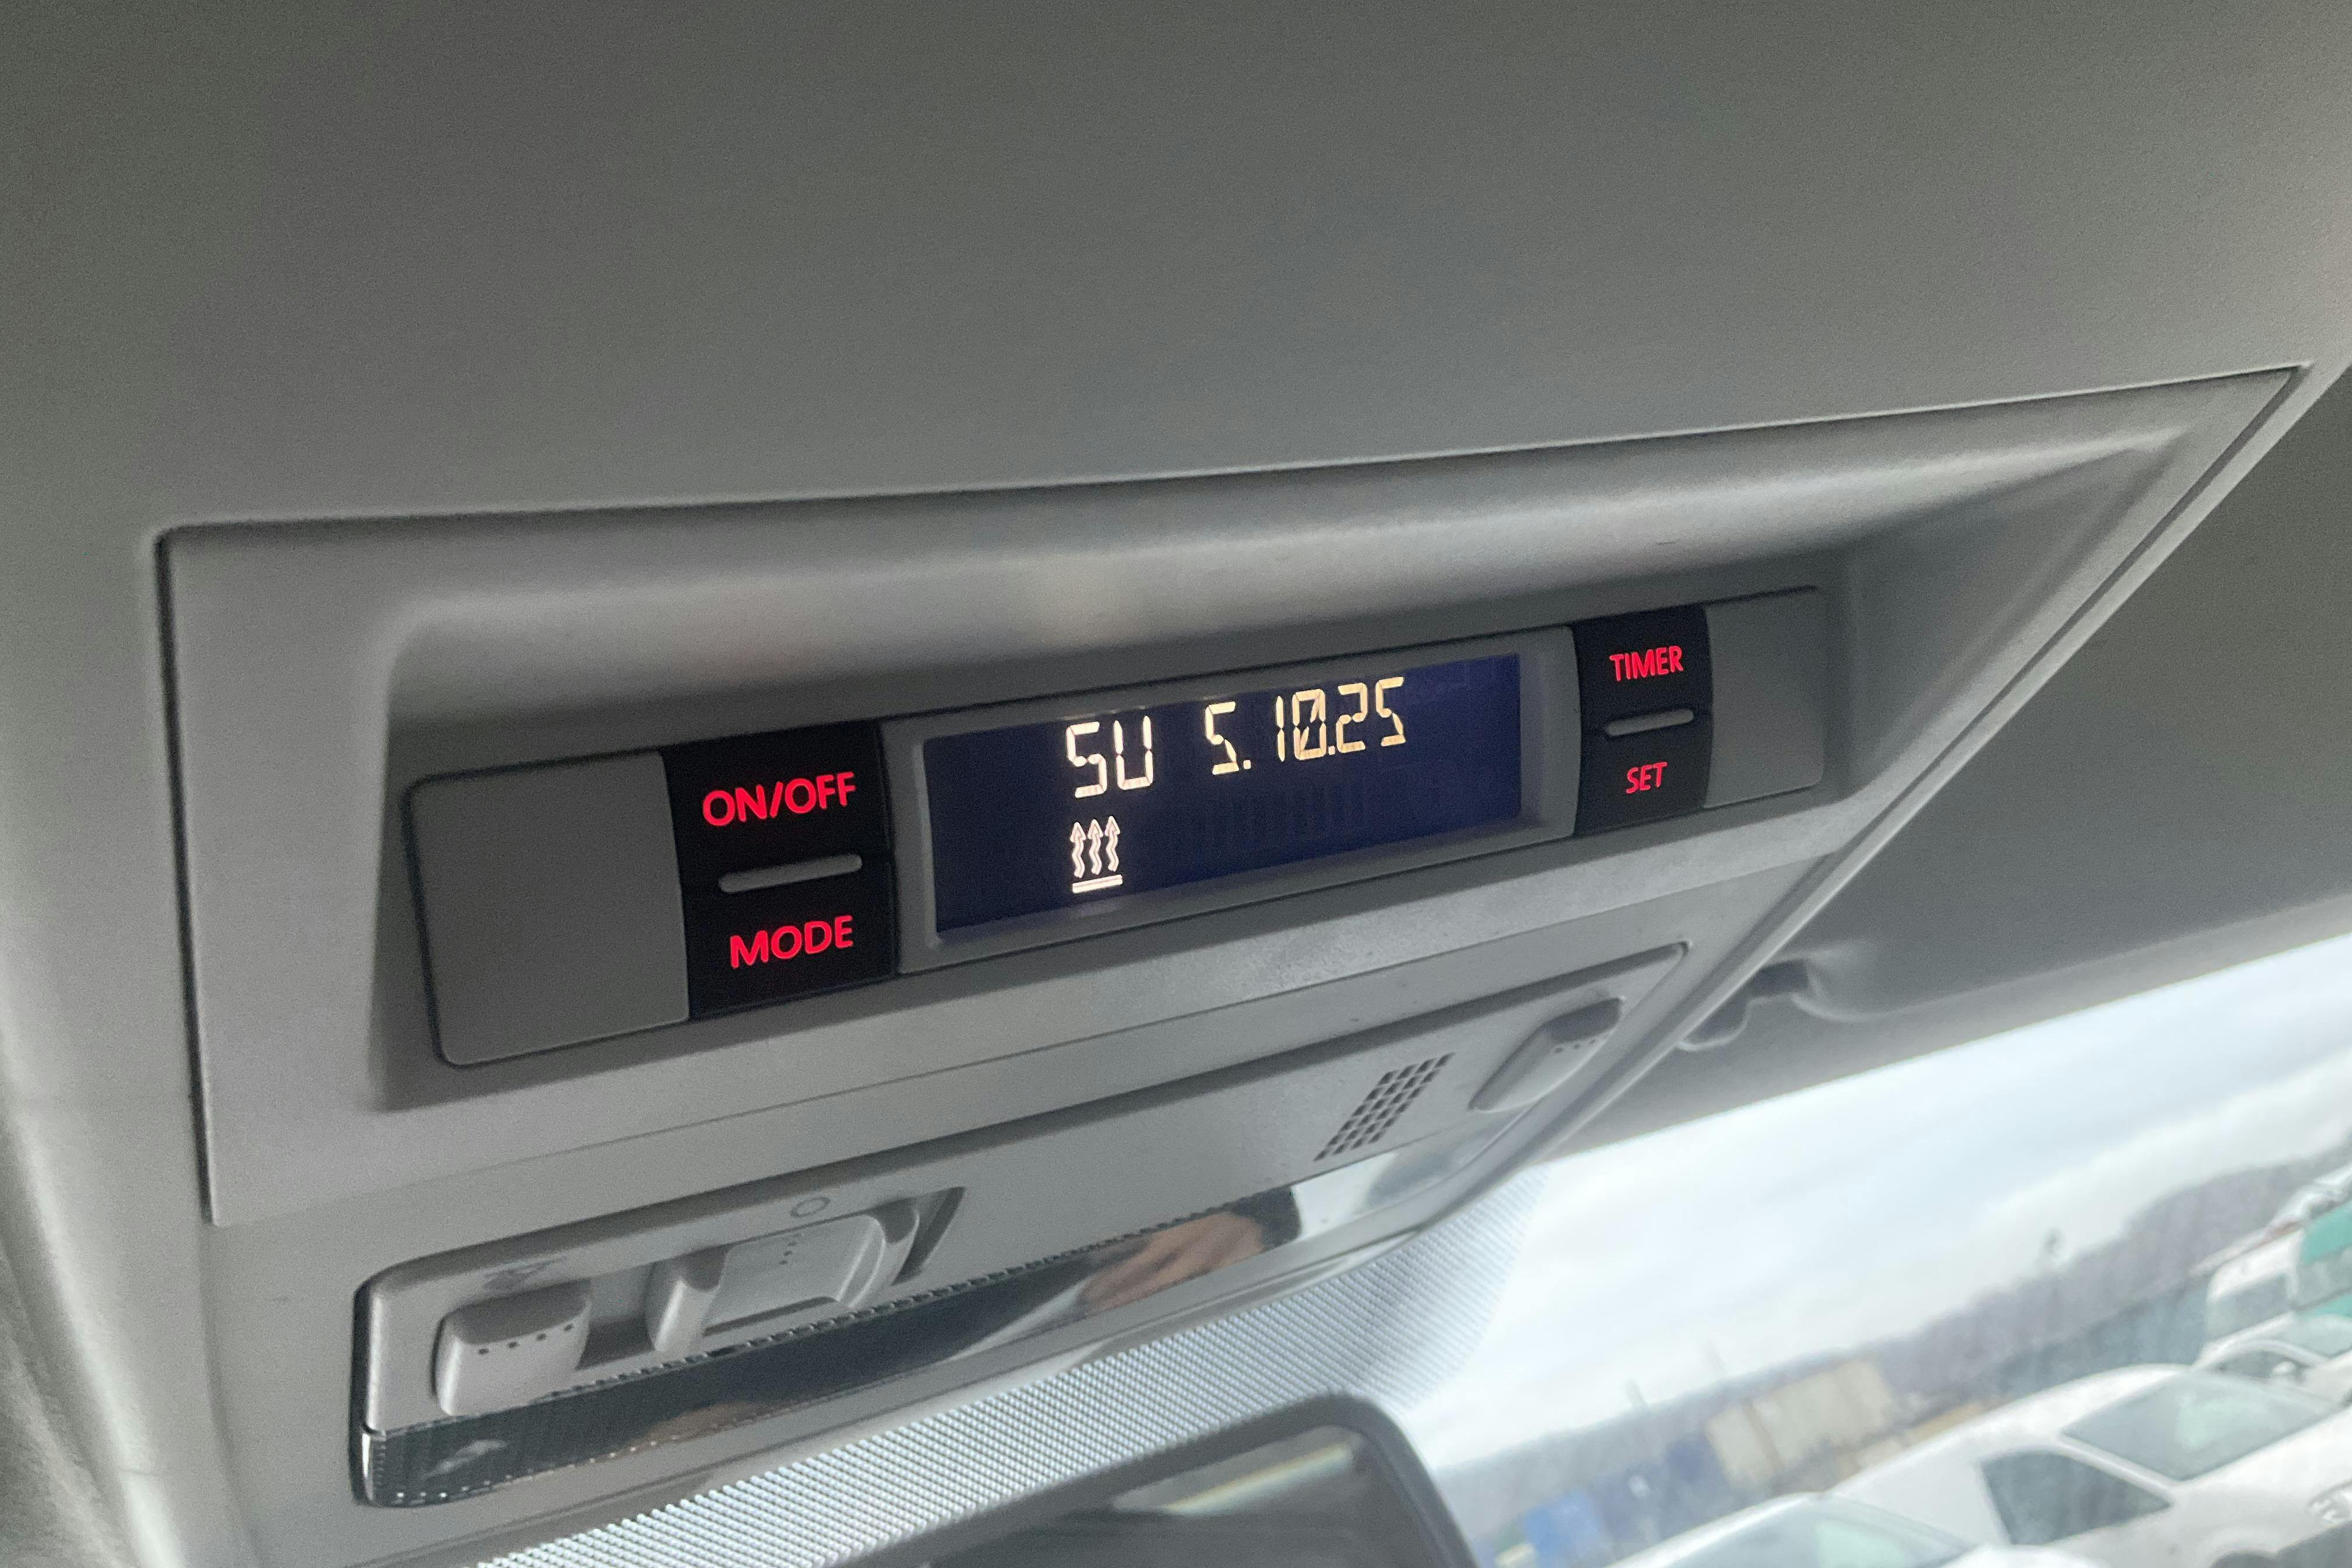 SU 5.10.25
ON/OFF
MODE
TIMER
SET